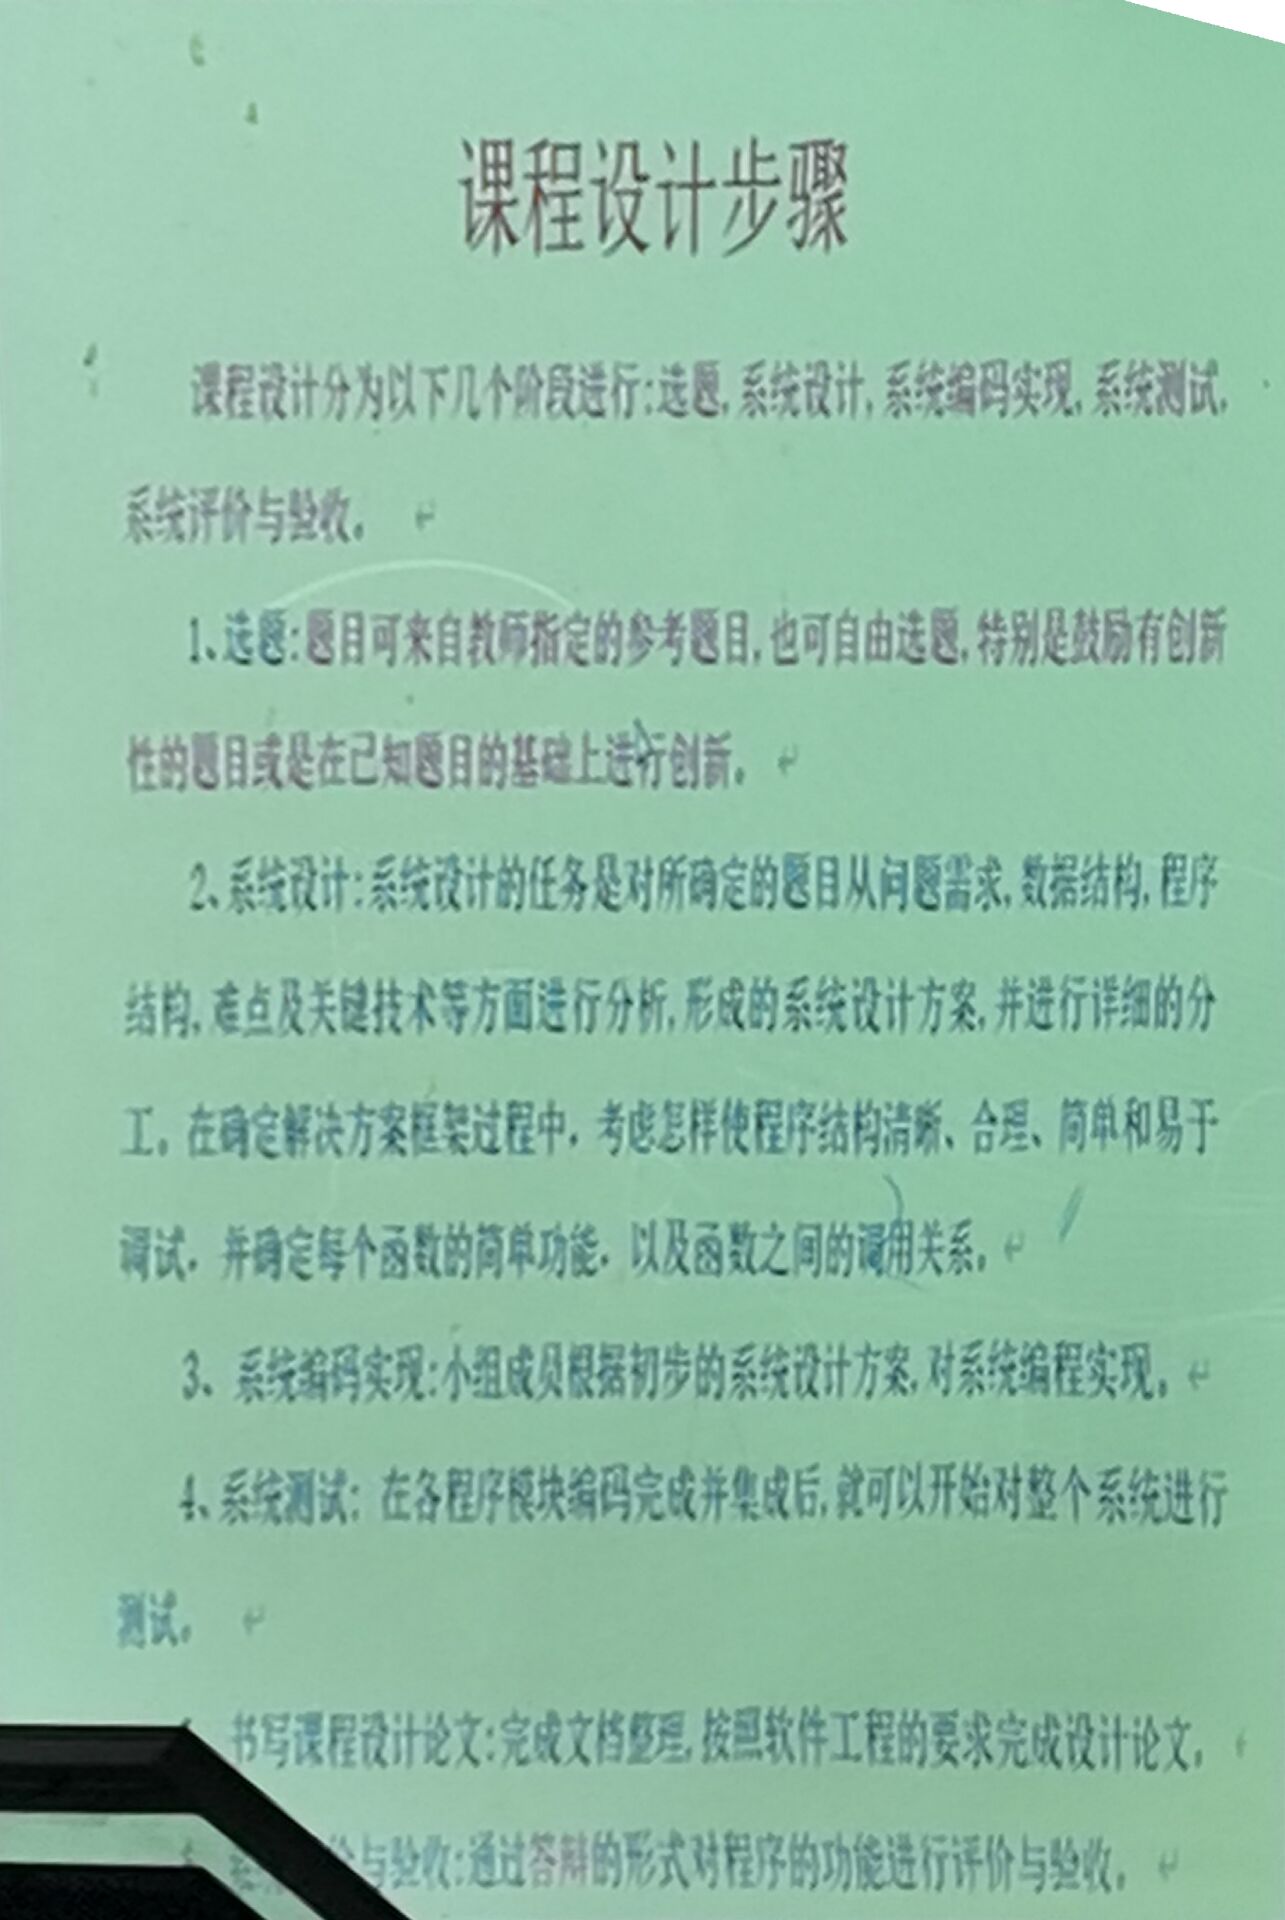 课程设计步骤
课程设计分为以下几个阶段进行:选题,系统设计,系统编码实现,系统测试,
系统评价与验收。
1、选题:题目可来自教师指定的参考题目,也可自由选题,特别是鼓励有创新
性的题目或是在已知题目的基础上进行创新。
2、系统设计:系统设计的任务是对所确定的题目从问题需求,数据结构,程序
结构,难点及关键技术等方面进行分析,形成的系统设计方案,并进行详细的分
工。在确定解决方案框架过程中，考虑怎样使程序结构清晰、合理、简单和易于
调试，并确定每个函数的简单功能，以及函数之间的调用关系。
3、系统编码实现:小组成员根据初步的系统设计方案,对系统编程实现。
4、系统测试:在各程序模块编码完成并集成后,就可以开始对整个系统进行
测试。
书写课程设计论文:完成文档整理,按照软件工程的要求完成设计论文。
价与验收:通过答辩的形式对程序的功能进行评价与验收。